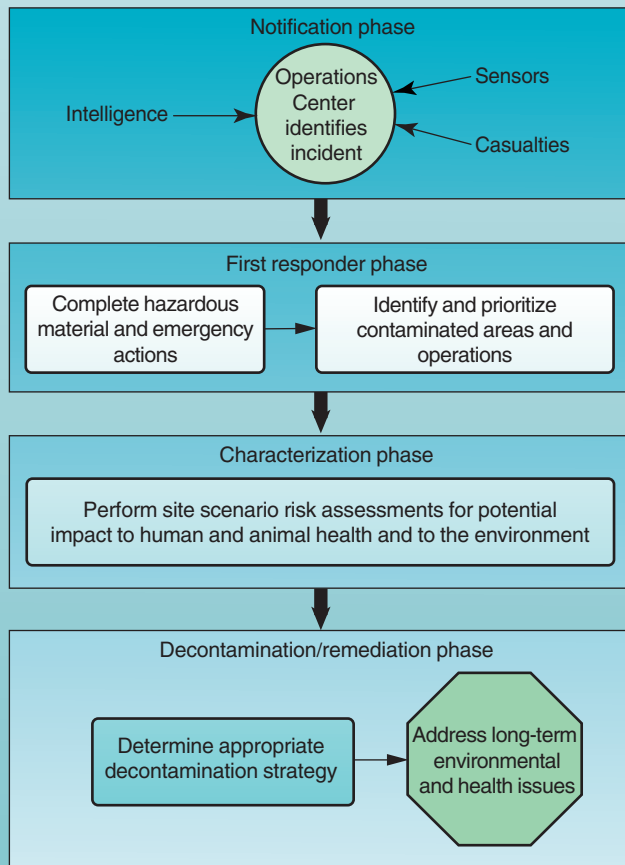 Notification phase
Intelligence
Operations
Center
identifies
incident
Sensors
Casualties
First responder phase
Complete hazardous
material and emergency
actions
Identify and prioritize
contaminated areas and
operations
Characterization phase
Perform site scenario risk assessments for potential
impact to human and animal health and to the environment
Decontamination/remediation phase
Determine appropriate
decontamination strategy
Address long-term
environmental
and health issues